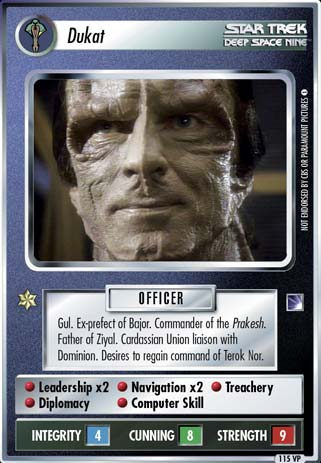 Dukat
STAR TREK
DEEP SPACE NINE
NOT ENDORSED BY CBS OR PARAMOUNT PICTURES
OFFICER
Gul. Ex-prefect of Bajor. Commander of the Prakesh.
Father of Ziyal. Cardassian Union liaison with
Dominion. Desires to regain command of Terok Nor.
Leadership x2 Navigation x2 Treachery
Diplomacy Computer Skill
INTEGRITY 4 CUNNING 8 STRENGTH 9
115 VP